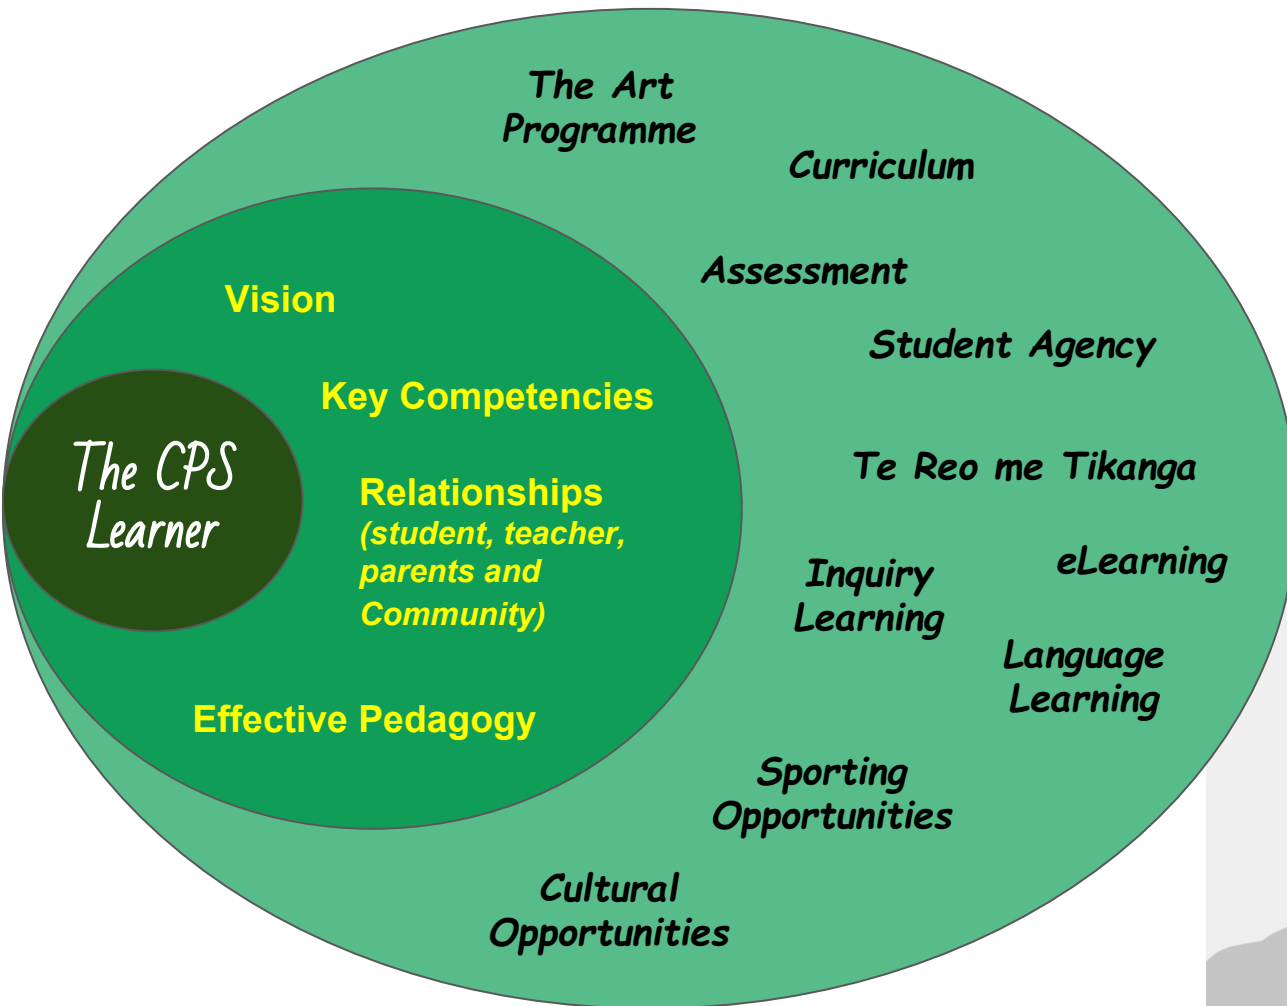 The Art
Programme
Curriculum
Assessment
Student Agency
Te Reo me Tikanga
Inquiry
Learning
eLearning
Language
Learning
Sporting
Opportunities
Cultural
Opportunities
Vision
Key Competencies
Relationships
(student, teacher,
parents and
Community)
Effective Pedagogy
The CPS
Learner